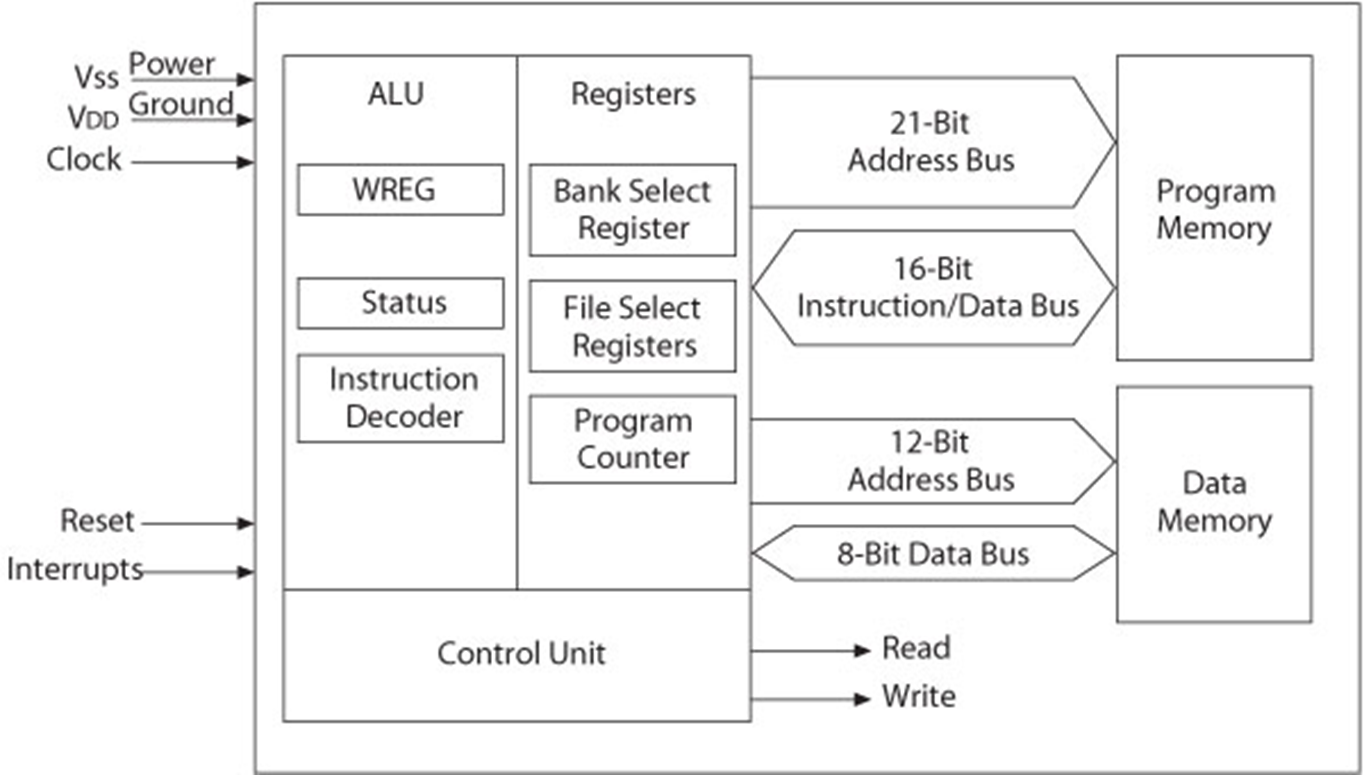 Vss Power
VDD Ground
Clock
Reset
Interrupts
ALU
WREG
Status
Instruction
Decoder
Registers
Bank Select
Register
File Select
Registers
Program
Counter
Control Unit
21-Bit
Address Bus
16-Bit
Instruction/Data Bus
12-Bit
Address Bus
8-Bit Data Bus
Read
Write
Program
Memory
Data
Memory